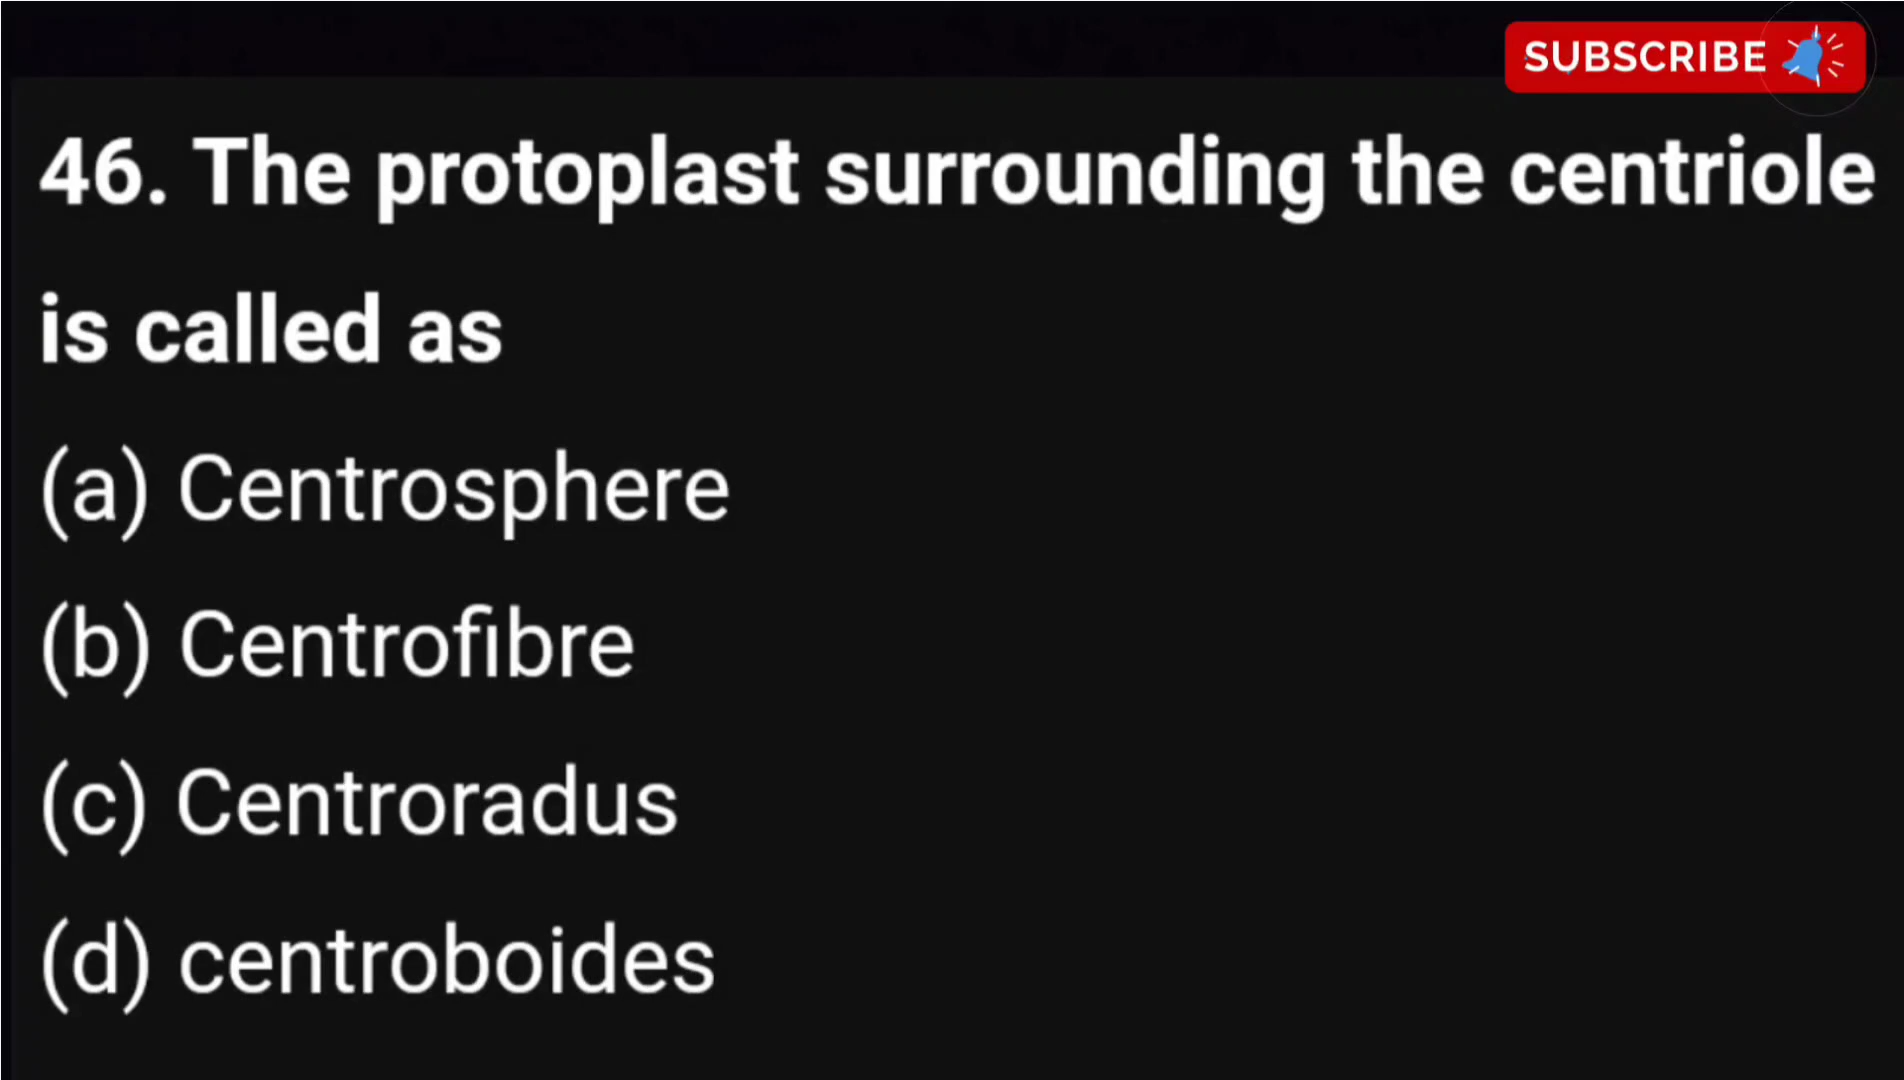 SUBSCRIBE
46. The protoplast surrounding the centriole
is called as
(a) Centrosphere
(b) Centrofibre
(c) Centroradus
(d) centroboides